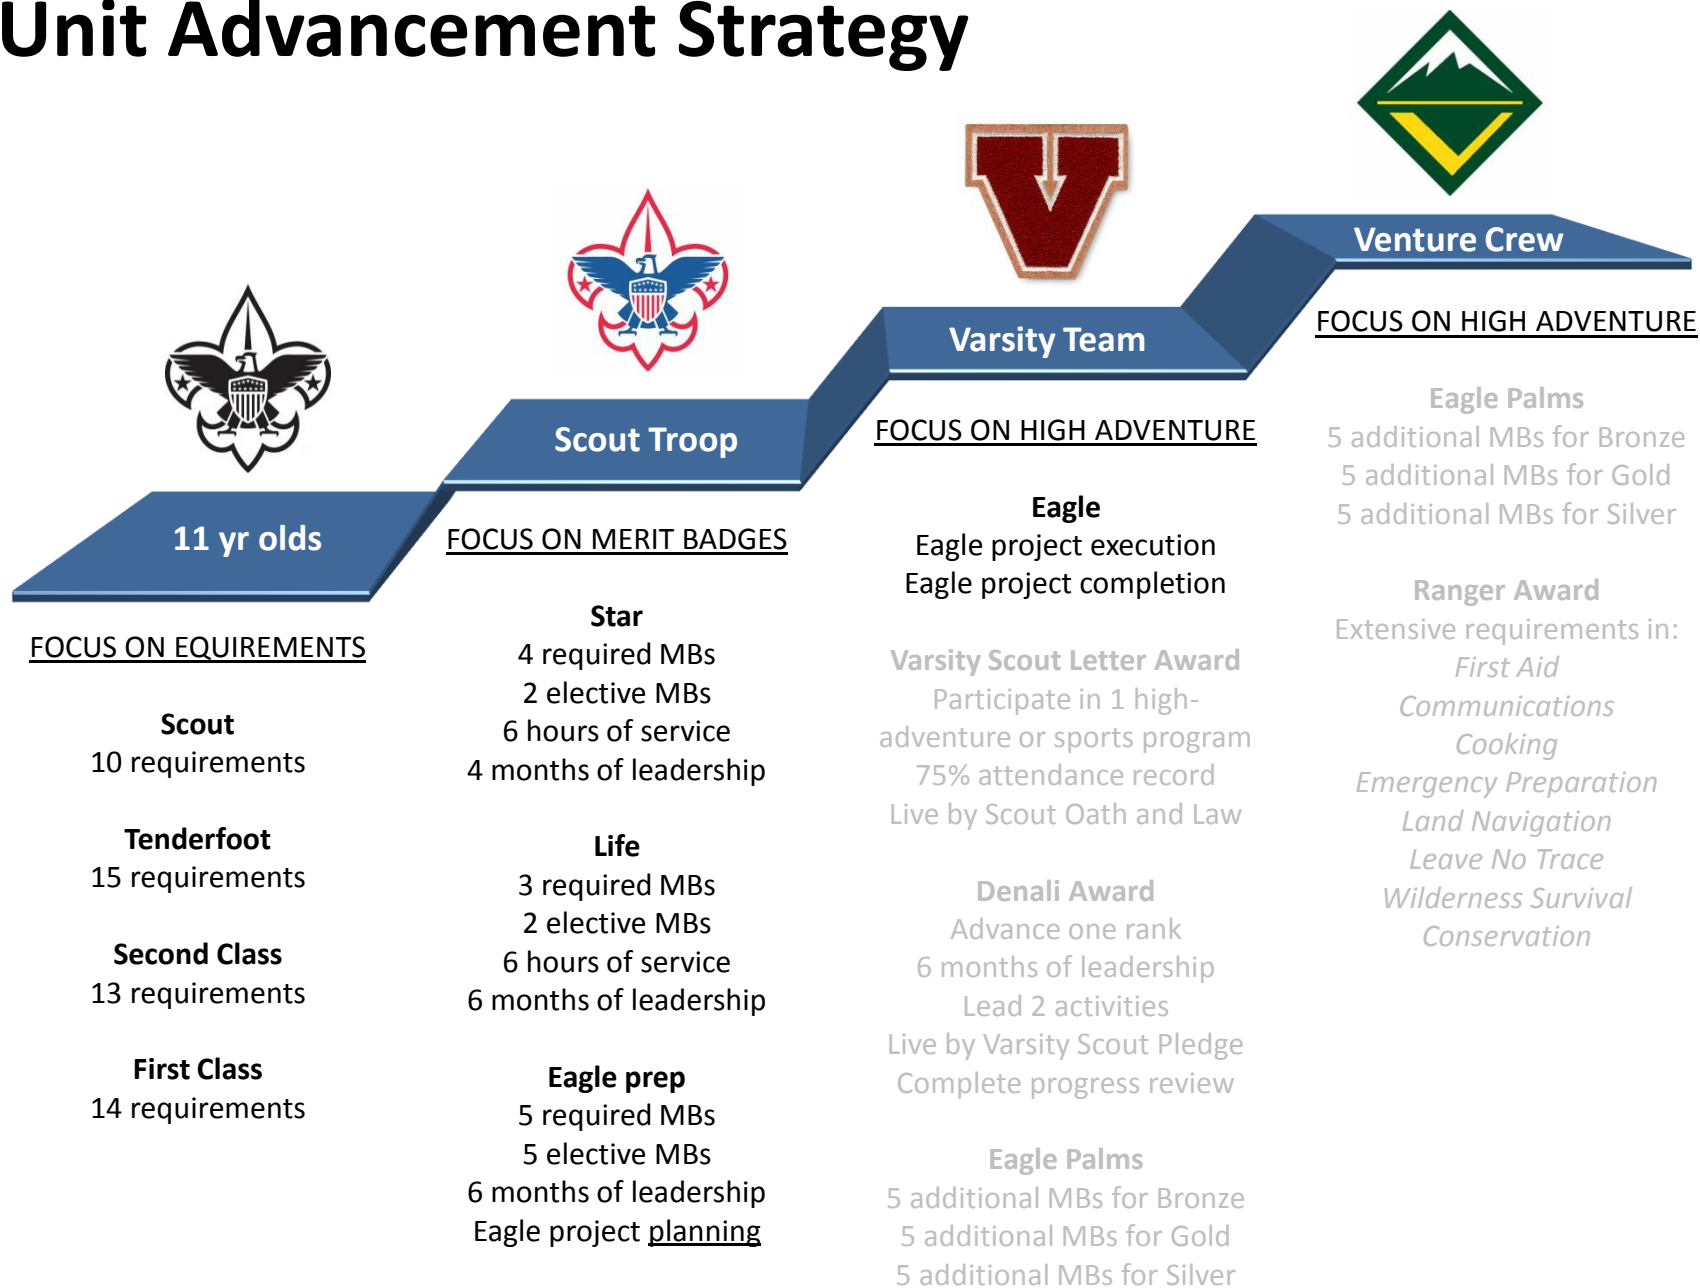 Unit Advancement Strategy
11 yr olds
FOCUS ON EQUIREMENTS
Scout
10 requirements
Tenderfoot
15 requirements
Second Class
13 requirements
First Class
14 requirements
Scout Troop
FOCUS ON MERIT BADGES
Star
4 required MBs
2 elective MBs
6 hours of service
4 months of leadership
Life
3 required MBs
2 elective MBs
6 hours of service
6 months of leadership
Eagle prep
5 required MBs
5 elective MBs
6 months of leadership
Eagle project planning
V
Varsity Team
FOCUS ON HIGH ADVENTURE
Eagle
Eagle project execution
Eagle project completion
Varsity Scout Letter Award
Participate in 1 high-
adventure or sports program
75% attendance record
Live by Scout Oath and Law
Denali Award
Advance one rank
6 months of leadership
Lead 2 activities
Live by Varsity Scout Pledge
Complete progress review
Eagle Palms
5 additional MBs for Bronze
5 additional MBs for Gold
5 additional MBs for Silver
Venture Crew
FOCUS ON HIGH ADVENTURE
Eagle Palms
5 additional MBs for Bronze
5 additional MBs for Gold
5 additional MBs for Silver
Ranger Award
Extensive requirements in:
First Aid
Communications
Cooking
Emergency Preparation
Land Navigation
Leave No Trace
Wilderness Survival
Conservation